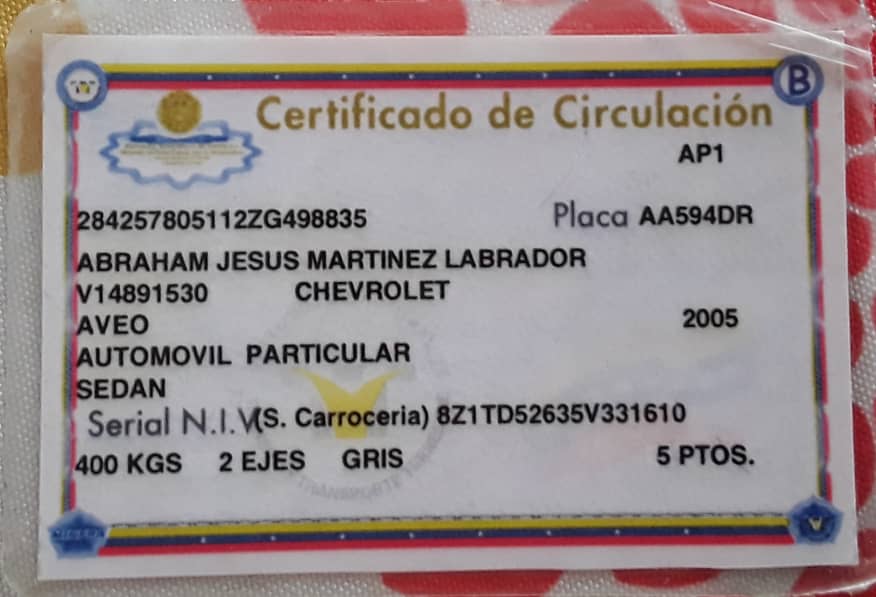 B
Certificado de Circulación
AP1
284257805112ZG498835 Placa AA594DR
ABRAHAM JESUS MARTINEZ LABRADOR
V14891530 CHEVROLET
AVEO 2005
AUTOMOVIL PARTICULAR
SEDAN
Serial N.I.V(S. Carroceria) 8Z1TD52635V331610
400 KGS 2 EJES GRIS 5 PTOS.
TRANSPORTE